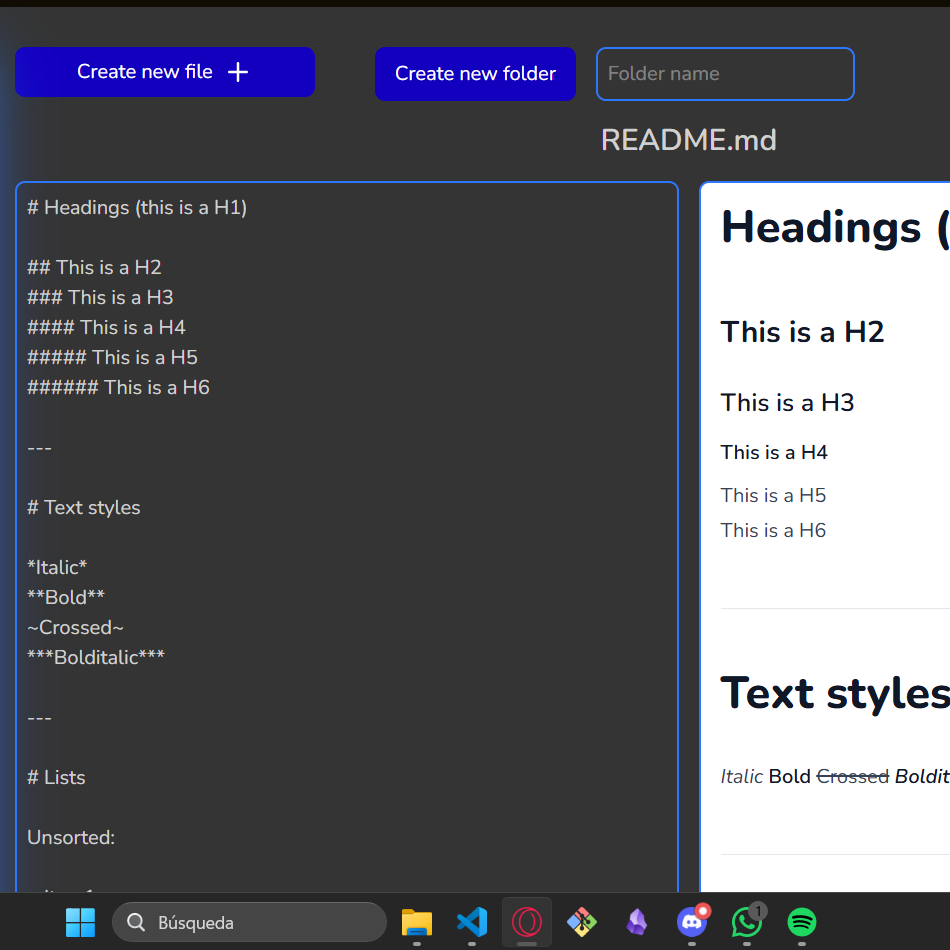 Create new file
Create new folder
Folder name
README.md
# Headings (this is a H1)
## This is a H2
### This is a H3
#### This is a H4
##### This is a H5
###### This is a H6
---
# Text styles
*Italic*
**Bold**
~Crossed~
***Bolditalic***
---
# Lists
Unsorted:
Headings (
This is a H2
This is a H3
This is a H4
This is a H5
This is a H6
Text styles
Italic Bold Crossed Boldit
Búsqueda
1